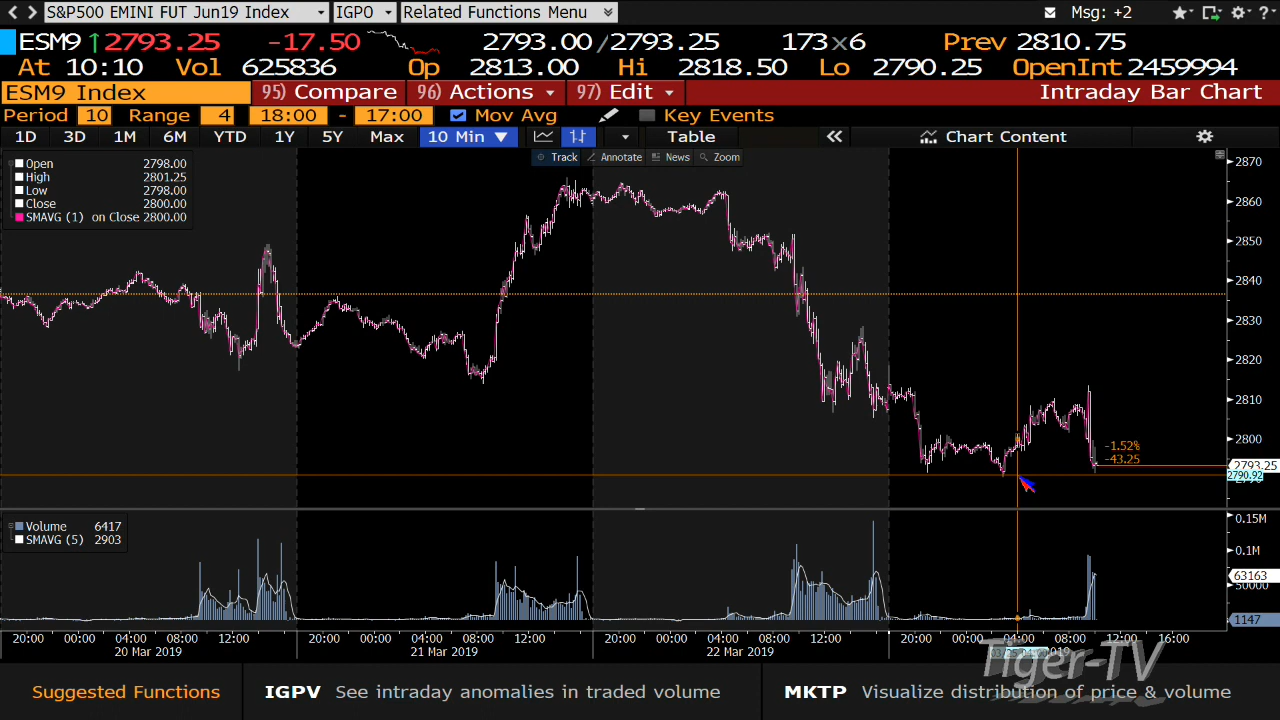 S&P500 EMINI FUT Jun19 Index IGPO Related Functions Menu Msg: +2
ESM9 ↑2793.25 -17.50 2793.00/2793.25 173×6 Prev 2810.75
At 10:10 Vol 625836 Op 2813.00 Hi 2818.50 Lo 2790.25 OpenInt 2459994
ESM9 Index 95) Compare 96) Actions 97) Edit Intraday Bar Chart
Period 10 Range 4 18:00 - 17:00 Mov Avg Key Events
1D 3D 1M 6M YTD 1Y 5Y Max 10 Min ▼ Table Chart Content
Track Annotate News Zoom
Open 2798.00
High 2801.25
Low 2798.00
Close 2800.00
SMAVG (1) on Close 2800.00
2870
2860
2850
2840
2830
2820
2810
2800
-1.52%
-43.25
2793.25
2790.92
Volume 6417
SMAVG (5) 2903
0.15M
0.1M
63163
50000
1147
20:00 00:00 04:00 08:00 12:00 20:00 00:00 04:00 08:00 12:00 20:00 00:00 04:00 08:00 12:00 20:00 00:00 04:00 08:00 12:00 16:00
20 Mar 2019 21 Mar 2019 22 Mar 2019
Tiger-TV
Suggested Functions IGPV See intraday anomalies in traded volume MKTP Visualize distribution of price & volume